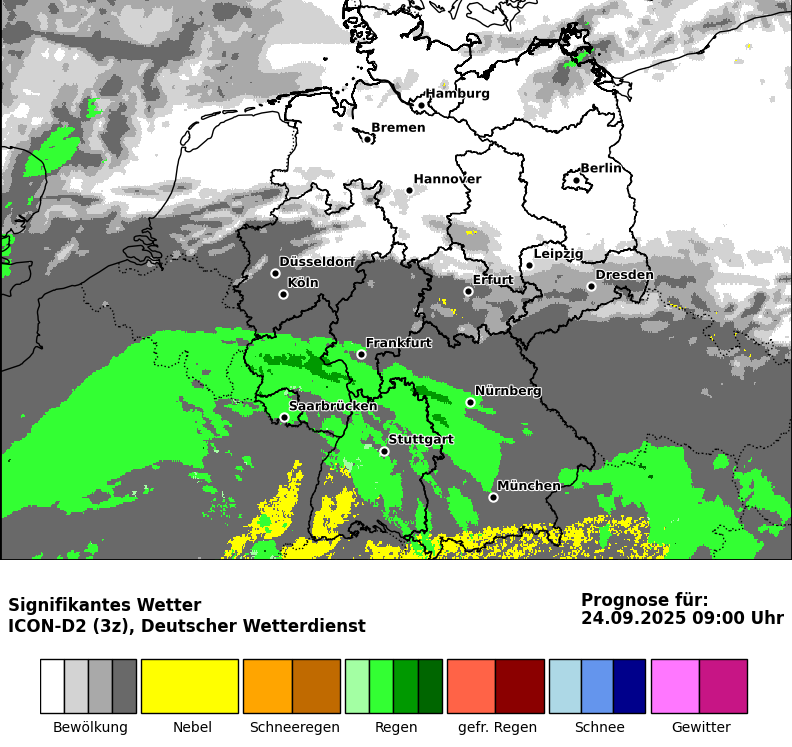 Hamburg
Bremen
Berlin
Hannover
Leipzig
Düsseldorf
Dresden
Köln
Erfurt
Frankfurt
Nürnberg
Saarbrücken
Stuttgart
München
Signifikantes Wetter
ICON-D2 (3z), Deutscher Wetterdienst
Prognose für:
24.09.2025 09:00 Uhr
Bewölkung Nebel Schneeregen Regen gefr. Regen Schnee Gewitter